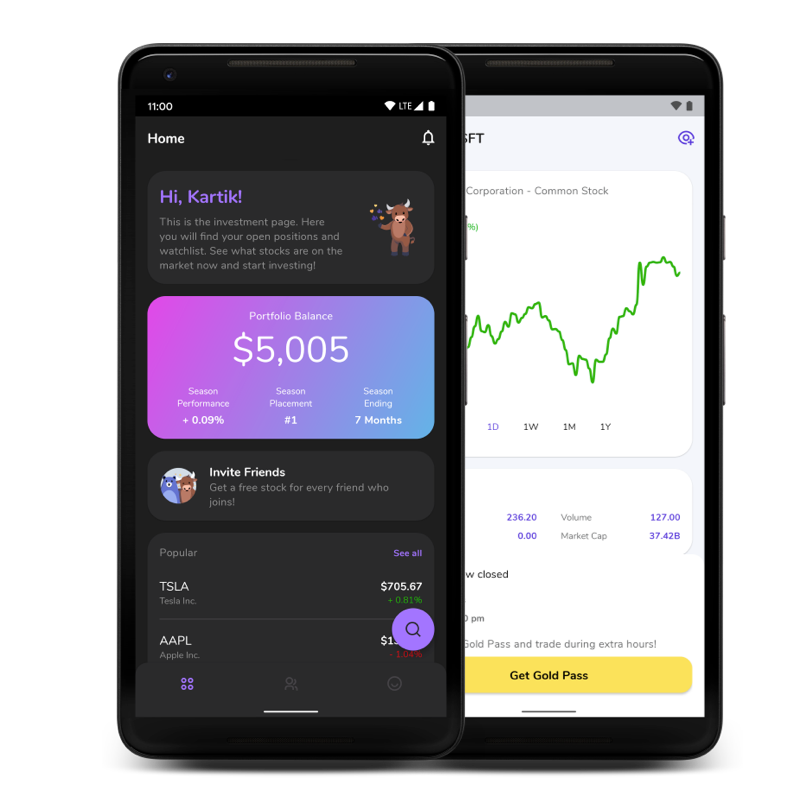 11:00
LTE
Home
Hi, Kartik!
This is the investment page. Here
you will find your open positions and
watchlist. See what stocks are on the
market now and start investing!
Portfolio Balance
$5,005
Season
Performance
+ 0.09%
Season
Placement
#1
Season
Ending
7 Months
Invite Friends
Get a free stock for every friend who
joins!
Popular
See all
TSLA
$705.67
Tesla Inc.
+ 0.81%
AAPL
$1
Apple Inc.
- 1.04%
SFT
Corporation - Common Stock
%)
1D 1W 1M 1Y
236.20 Volume 127.00
0.00 Market Cap 37.42B
w closed
0 pm
Gold Pass and trade during extra hours!
Get Gold Pass